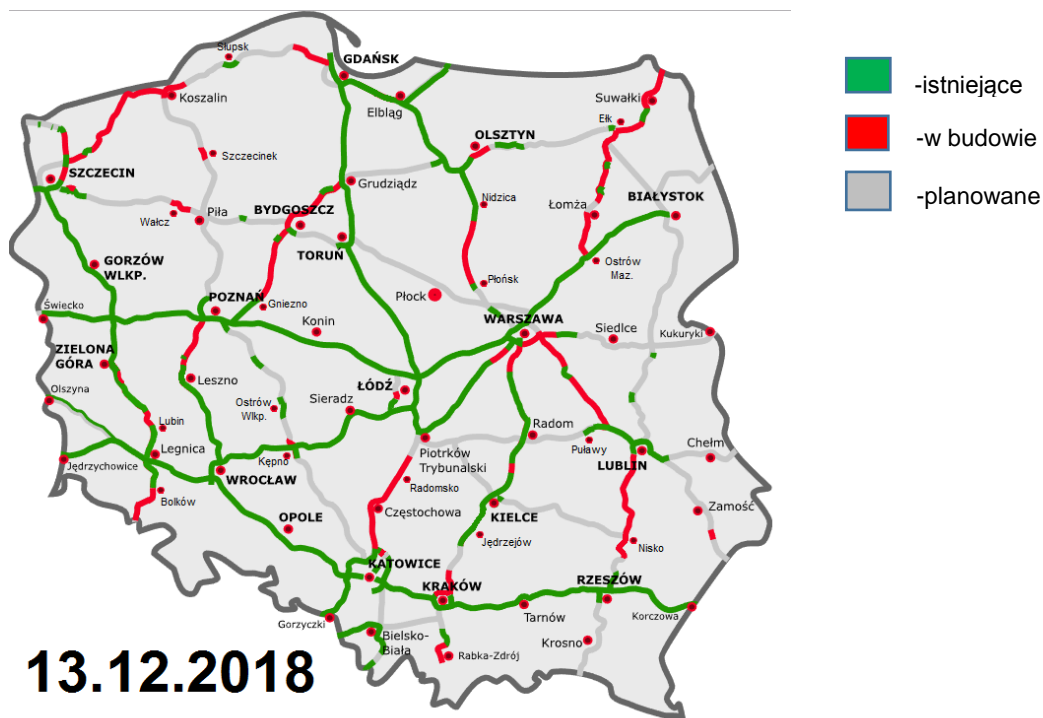 Słupsk
GDAŃSK
Koszalin
Elbląg
Suwałki
Ełk
OLSZTYN
Szczecinek
SZCZECIN
Grudziądz
Nidzica
BIAŁYSTOK
Łomża
Wałcz
Piła
BYDGOSZCZ
TORUŃ
GORZÓW
WLKP.
Ostrów
Maz.
Płońsk
Płock
POZNAŃ
Gniezno
Świecko
Konin
WARSZAWA
Siedlce
Kukuryki
ZIELONA
GÓRA
Leszno
Olszyna
ŁÓDŹ
Ostrów
Wlkp.
Sieradz
Lubin
Legnica
Radom
Puławy
Chełm
LUBLIN
Piotrków
Trybunalski
Kępno
Jędrzychowice
WROCŁAW
Radomsko
Bolków
Częstochowa
KIELCE
Zamość
OPOLE
Jędrzejów
Nisko
KATOWICE
KRAKÓW
RZESZÓW
Tarnów
Korczowa
Gorzyczki
Bielsko-
Biała
Krosno
Rabka-Zdrój
13.12.2018
-istniejące
-w budowie
-planowane